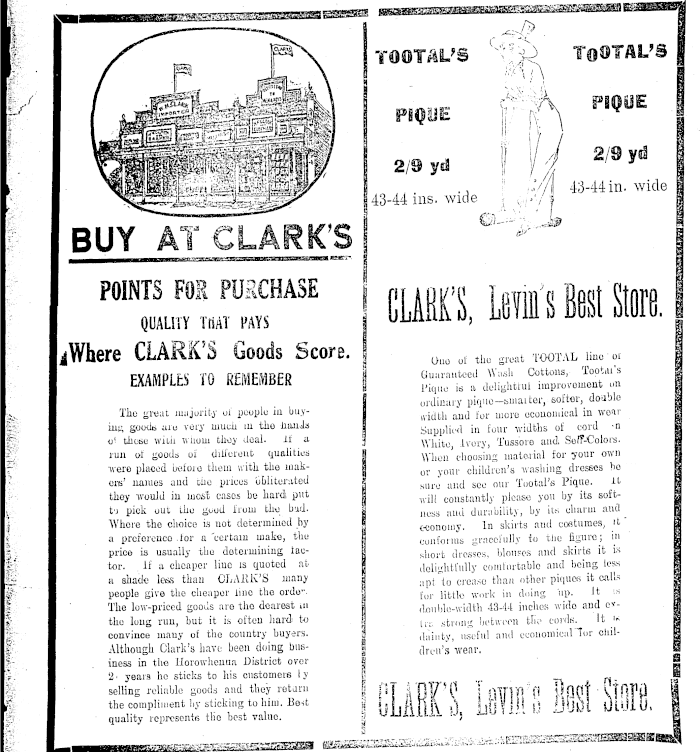 CLARK'S
CLARKS
W.H. CLARK
IMPORTER
BUY AT CLARK'S
POINTS FOR PURCHASE
QUALITY THAT PAYS
Where CLARK'S Goods Score.
EXAMPLES TO REMEMBER
The great majority of people in buy-
ing goods are very much in the hands
of those with whom they deal. If a
run of goods of different qualities
were placed before them with the mak-
ers' names and the prices obliterated
they would in most cases be hard put
to pick out the good from the bad.
Where the choice is not determined by
a preference for a certain make, the
price is usually the determining fac-
tor. If a cheaper line is quoted at
a shade less than CLARK'S many
people give the cheaper line the order.
The low-priced goods are the dearest in
the long run, but it is often hard to
convince many of the country buyers.
Although Clark's have been doing bus-
iness in the Horowhenua District over
years he sticks to his customers by
selling reliable goods and they return
the compliment by sticking to him. Best
quality represents the best value.
TOOTAL'S
PIQUE
2/9 yd
43-44 ins. wide
TOOTAL'S
PIQUE
2/9 yd
43-44 in. wide
CLARK'S, Levin's Best Store.
One of the great TOOTAL line of
Guaranteed Wash Cottons, Tootal's
Pique is a delightful improvement on
ordinary pique—smarter, softer, double
width and for more economical in wear
Supplied in four widths of cord in
White, Ivory, Tussore and Self-Colors.
When choosing material for your own
or your children's washing dresses be
sure and see our Tootal's Pique. It
will constantly please you by its soft-
ness and durability, by its charm and
economy. In skirts and costumes, it
conforms gracefully to the figure; in
short dresses, blouses and skirts it is
delightfully comfortable and being less
apt to crease than other piques it calls
for little work in doing up. It is
double-width 43-44 inches wide and ex-
tra strong between the cords. It is
dainty, useful and economical for chil-
dren's wear.
CLARK'S, Levin's Best Store.